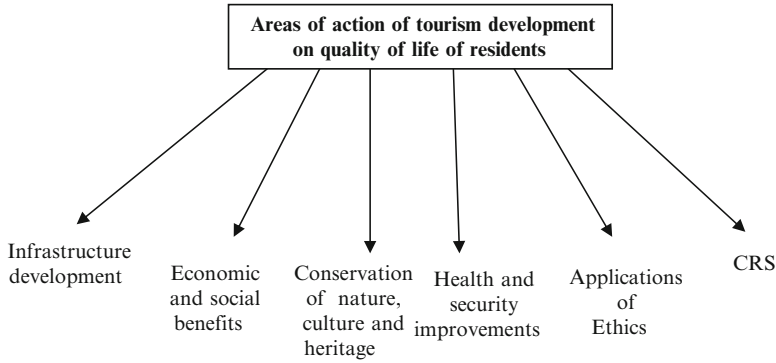 Areas of action of tourism development
on quality of life of residents
Infrastructure
development
Economic
and social
benefits
Conservation
of nature,
culture and
heritage
Health and
security
improvements
Applications
of
Ethics
CRS